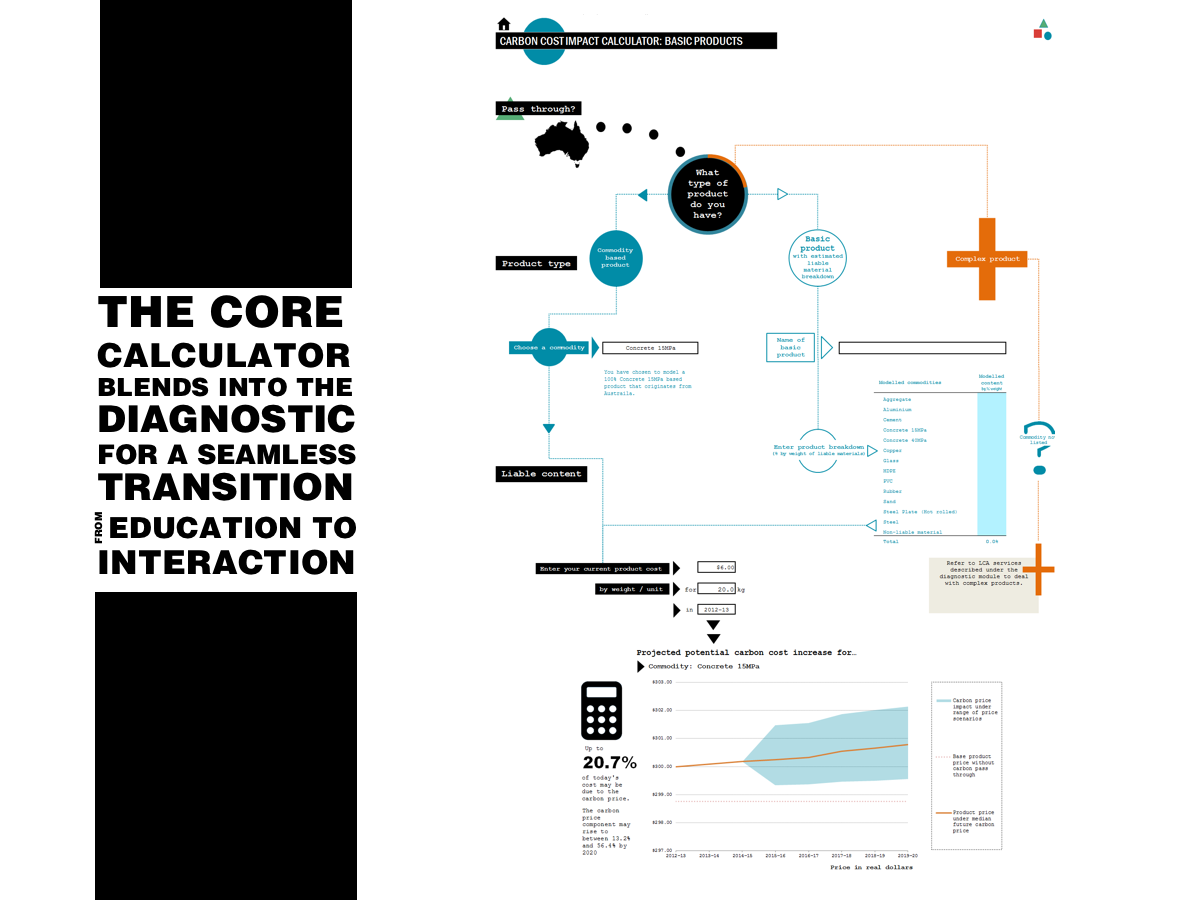 THE CORE
CALCULATOR
BLENDS INTO THE
DIAGNOSTIC
FOR A SEAMLESS
TRANSITION
FROM EDUCATION TO
INTERACTION
CARBON COST IMPACT CALCULATOR: BASIC PRODUCTS
Pass through?
What
type of
product
do you
have?
Product type
Commodity
based
product
Basic
product
with estimated
liable
material
breakdown
Complex product
Choose a commodity
Concrete 15MPa
You have chosen to model a
100% Concrete 15MPa based
product that originates from
Australia.
Name of
basic
product
Modelled commodities
Modelled
content
by % weight
Aggregate
Aluminium
Cement
Concrete 15MPa
Concrete 40MPa
Copper
Glass
HDPE
PVC
Rubber
Sand
Steel Plate (Hot rolled)
Steel
Non-liable material
Total 0.0%
Enter product breakdown
(% by weight of liable materials)
Commodity not
listed
Liable content
Enter your current product cost
$6.00
by weight / unit
for 20.0 kg
in 2012-13
Refer to LCA services
described under the
diagnostic module to deal
with complex products.
Projected potential carbon cost increase for…
Commodity: Concrete 15MPa
Up to
20.7%
of today's
cost may be
due to the
carbon price.
The carbon
price
component may
rise to
between 13.2%
and 56.4% by
2020
$303.00
$302.00
$301.00
$300.00
$299.00
$298.00
$297.00
2012-13 2013-14 2014-15 2015-16 2016-17 2017-18 2018-19 2019-20
Price in real dollars
Carbon price
impact under
range of price
scenarios
Base product
price without
carbon pass
through
Product price
under median
future carbon
price